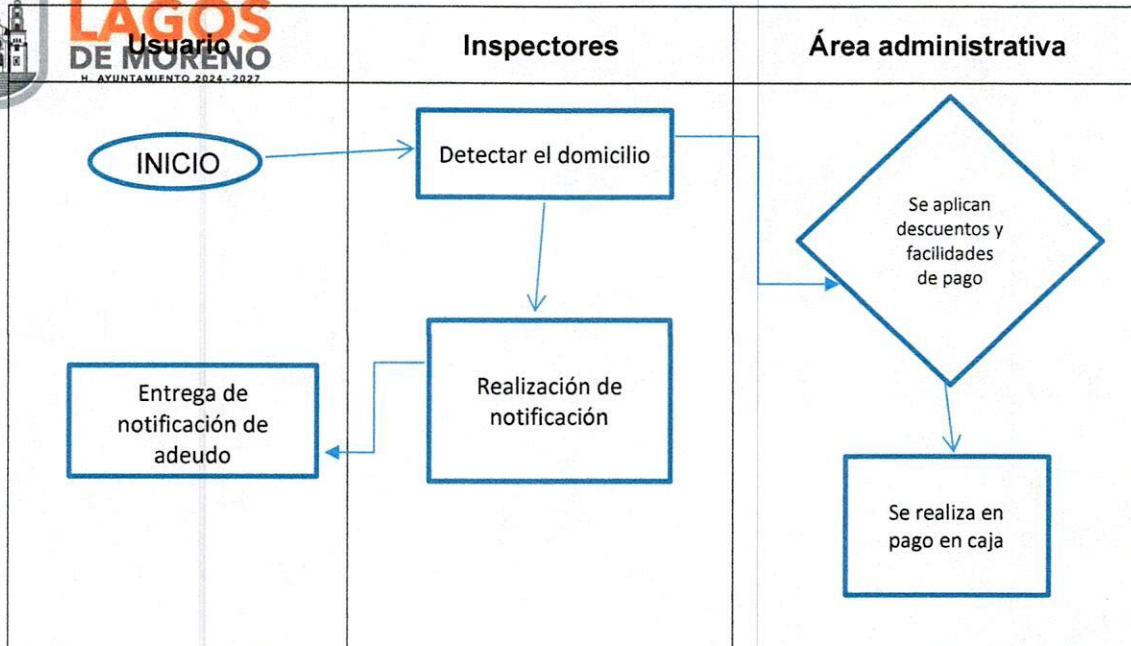 LAGOS
DE MORENO
H. AYUNTAMIENTO 2024 - 2027
Usuario
Inspectores
Área administrativa
INICIO
Detectar el domicilio
Se aplican
descuentos y
facilidades
de pago
Entrega de
notificación de
adeudo
Realización de
notificación
Se realiza en
pago en caja